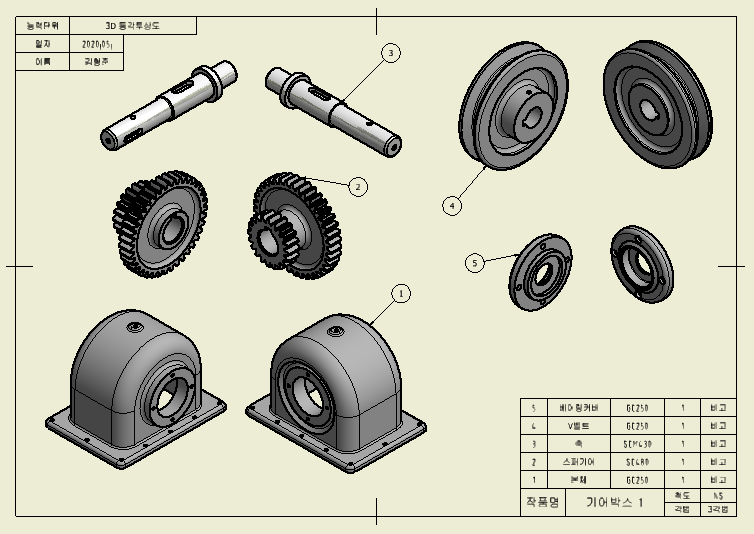 능력단위 3D 등각투상도
일자 2020,05,
이름
3
2
4
5
1
5 베어링커버 GC250 1 비고
4 V벨트 GC250 1 비고
3 축 SCM430 1 비고
2 스퍼기어 SC480 1 비고
1 본체 GC250 1 비고
작품명 기어박스 1 척도 NS
각법 3각법